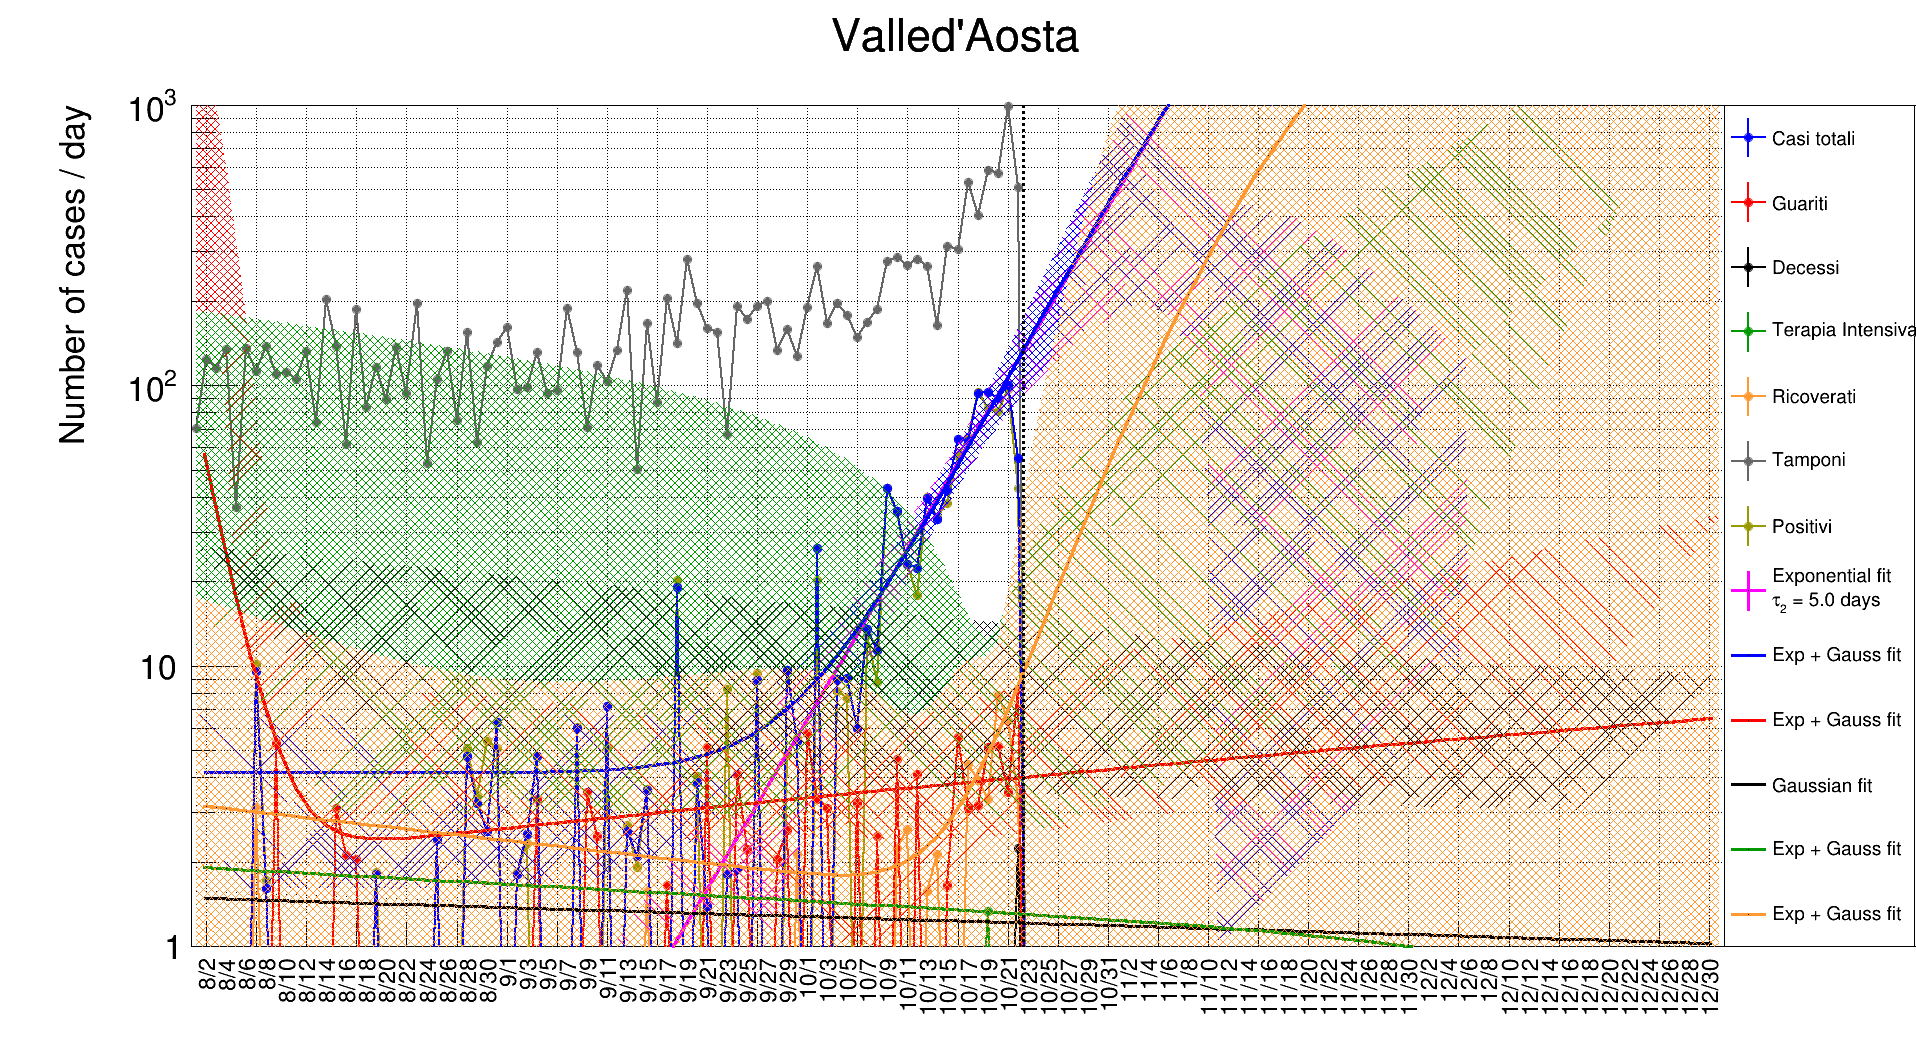 Valled'Aosta
Number of cases / day
10³
10²
10
1
8/2 8/4 8/6 8/8 8/10 8/12 8/14 8/16 8/18 8/20 8/22 8/24 8/26 8/28 8/30 9/1 9/3 9/5 9/7 9/9 9/11 9/13 9/15 9/17 9/19 9/21 9/23 9/25 9/27 9/29 10/1 10/3 10/5 10/7 10/9 10/11 10/13 10/15 10/17 10/19 10/21 10/23 10/25 10/27 10/29 10/31 11/2 11/4 11/6 11/8 11/10 11/12 11/14 11/16 11/18 11/20 11/22 11/24 11/26 11/28 11/30 12/2 12/4 12/6 12/8 12/10 12/12 12/14 12/16 12/18 12/20 12/22 12/24 12/26 12/28 12/30
Casi totali
Guariti
Decessi
Terapia Intensiva
Ricoverati
Tamponi
Positivi
Exponential fit
τ₂ = 5.0 days
Exp + Gauss fit
Exp + Gauss fit
Gaussian fit
Exp + Gauss fit
Exp + Gauss fit